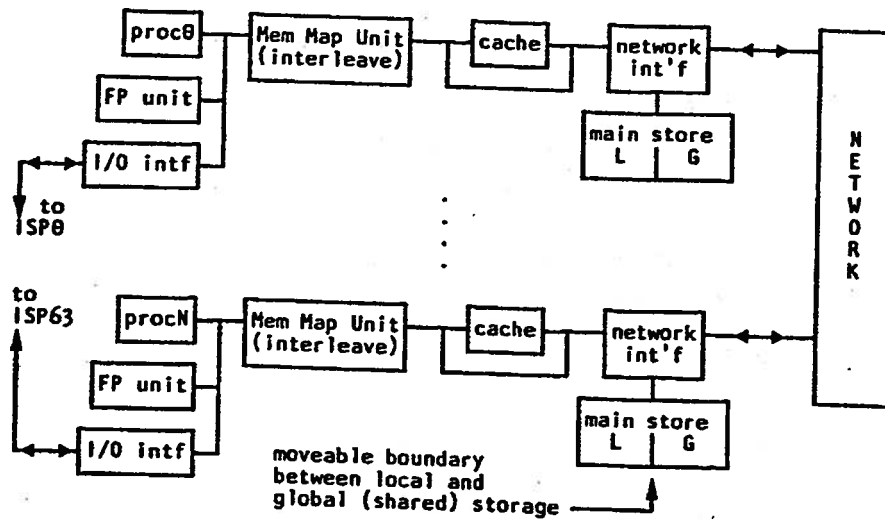 procθ
Mem Map Unit
(interleave)
cache
network
int'f
FP unit
main store
L
G
I/O intf
to
ISPθ
N
E
T
W
O
R
K
to
ISP63
procN
Mem Map Unit
(interleave)
cache
network
int'f
FP unit
main store
L
G
I/O intf
moveable boundary
between local and
global (shared) storage